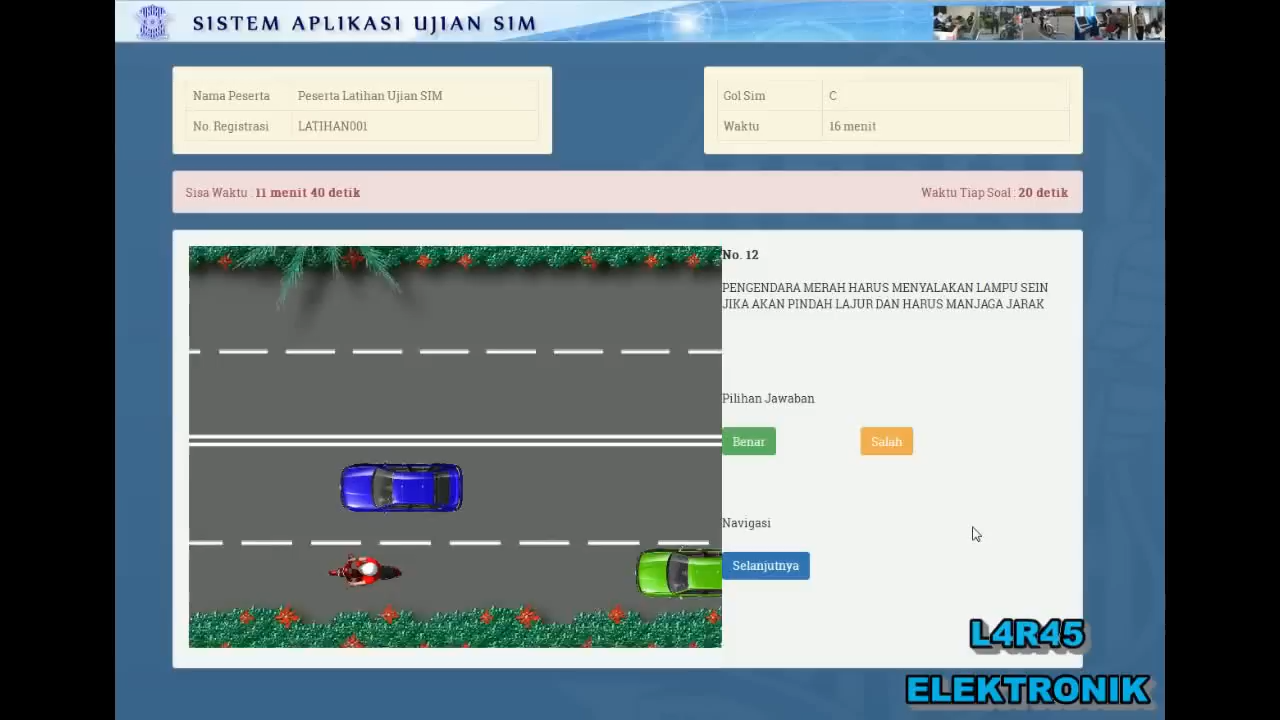 SISTEM APLIKASI UJIAN SIM
Nama Peserta Peserta Latihan Ujian SIM
No. Registrasi LATIHAN001
Gol Sim C
Waktu 16 menit
Sisa Waktu : 11 menit 40 detik
Waktu Tiap Soal : 20 detik
No. 12
PENGENDARA MERAH HARUS MENYALAKAN LAMPU SEIN
JIKA AKAN PINDAH LAJUR DAN HARUS MANJAGA JARAK
Pilihan Jawaban
Benar Salah
Navigasi
Selanjutnya
L4R45
ELEKTRONIK